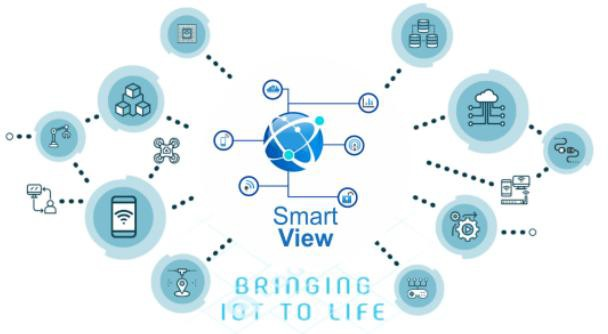 Smart
View
BRINGING
IOT TO LIFE